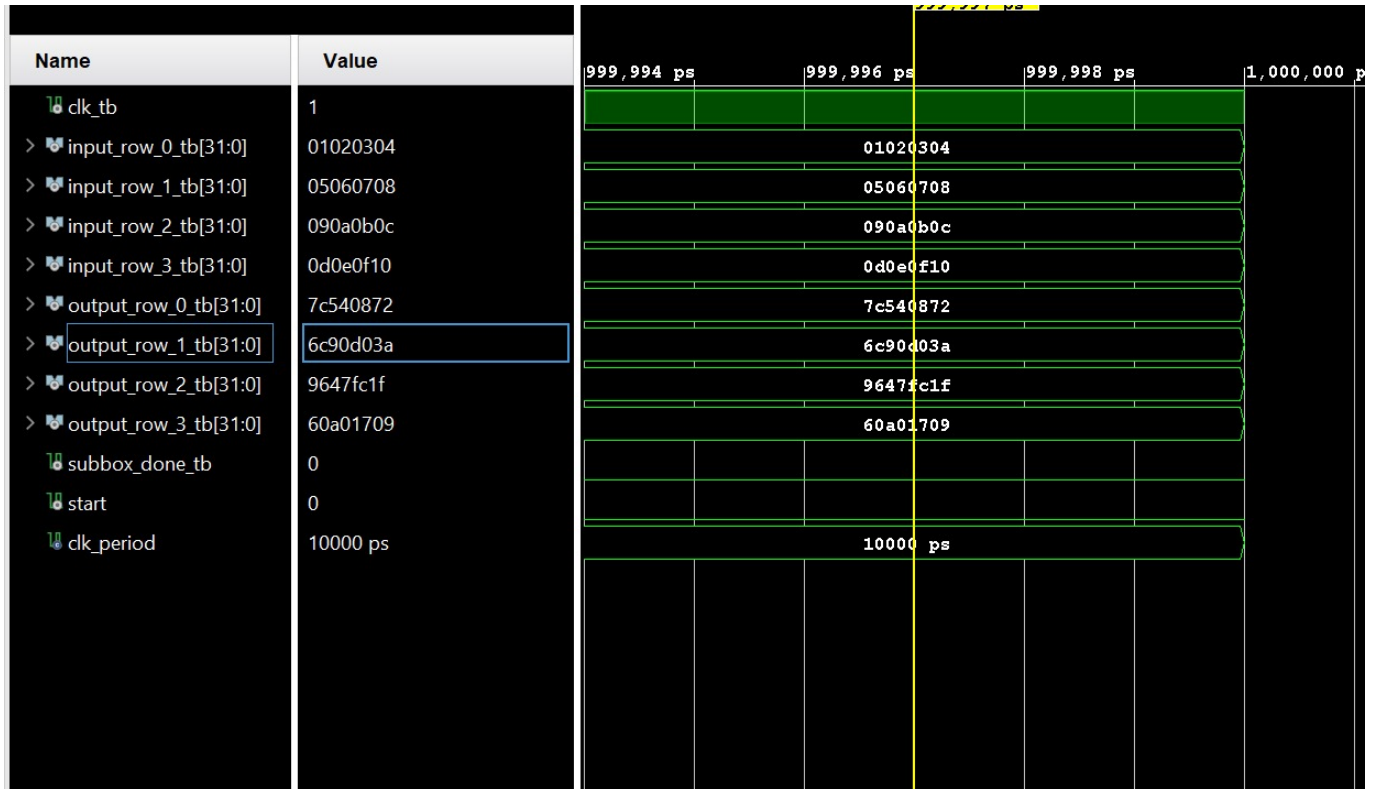 999,997 ps
Name Value
999,994 ps 999,996 ps 999,998 ps 1,000,000 p
clk_tb 1
input_row_0_tb[31:0] 01020304 01020304
input_row_1_tb[31:0] 05060708 05060708
input_row_2_tb[31:0] 090a0b0c 090a0b0c
input_row_3_tb[31:0] 0d0e0f10 0d0e0f10
output_row_0_tb[31:0] 7c540872 7c540872
output_row_1_tb[31:0] 6c90d03a 6c90d03a
output_row_2_tb[31:0] 9647fc1f 9647fc1f
output_row_3_tb[31:0] 60a01709 60a01709
subbox_done_tb 0
start 0
clk_period 10000 ps 10000 ps